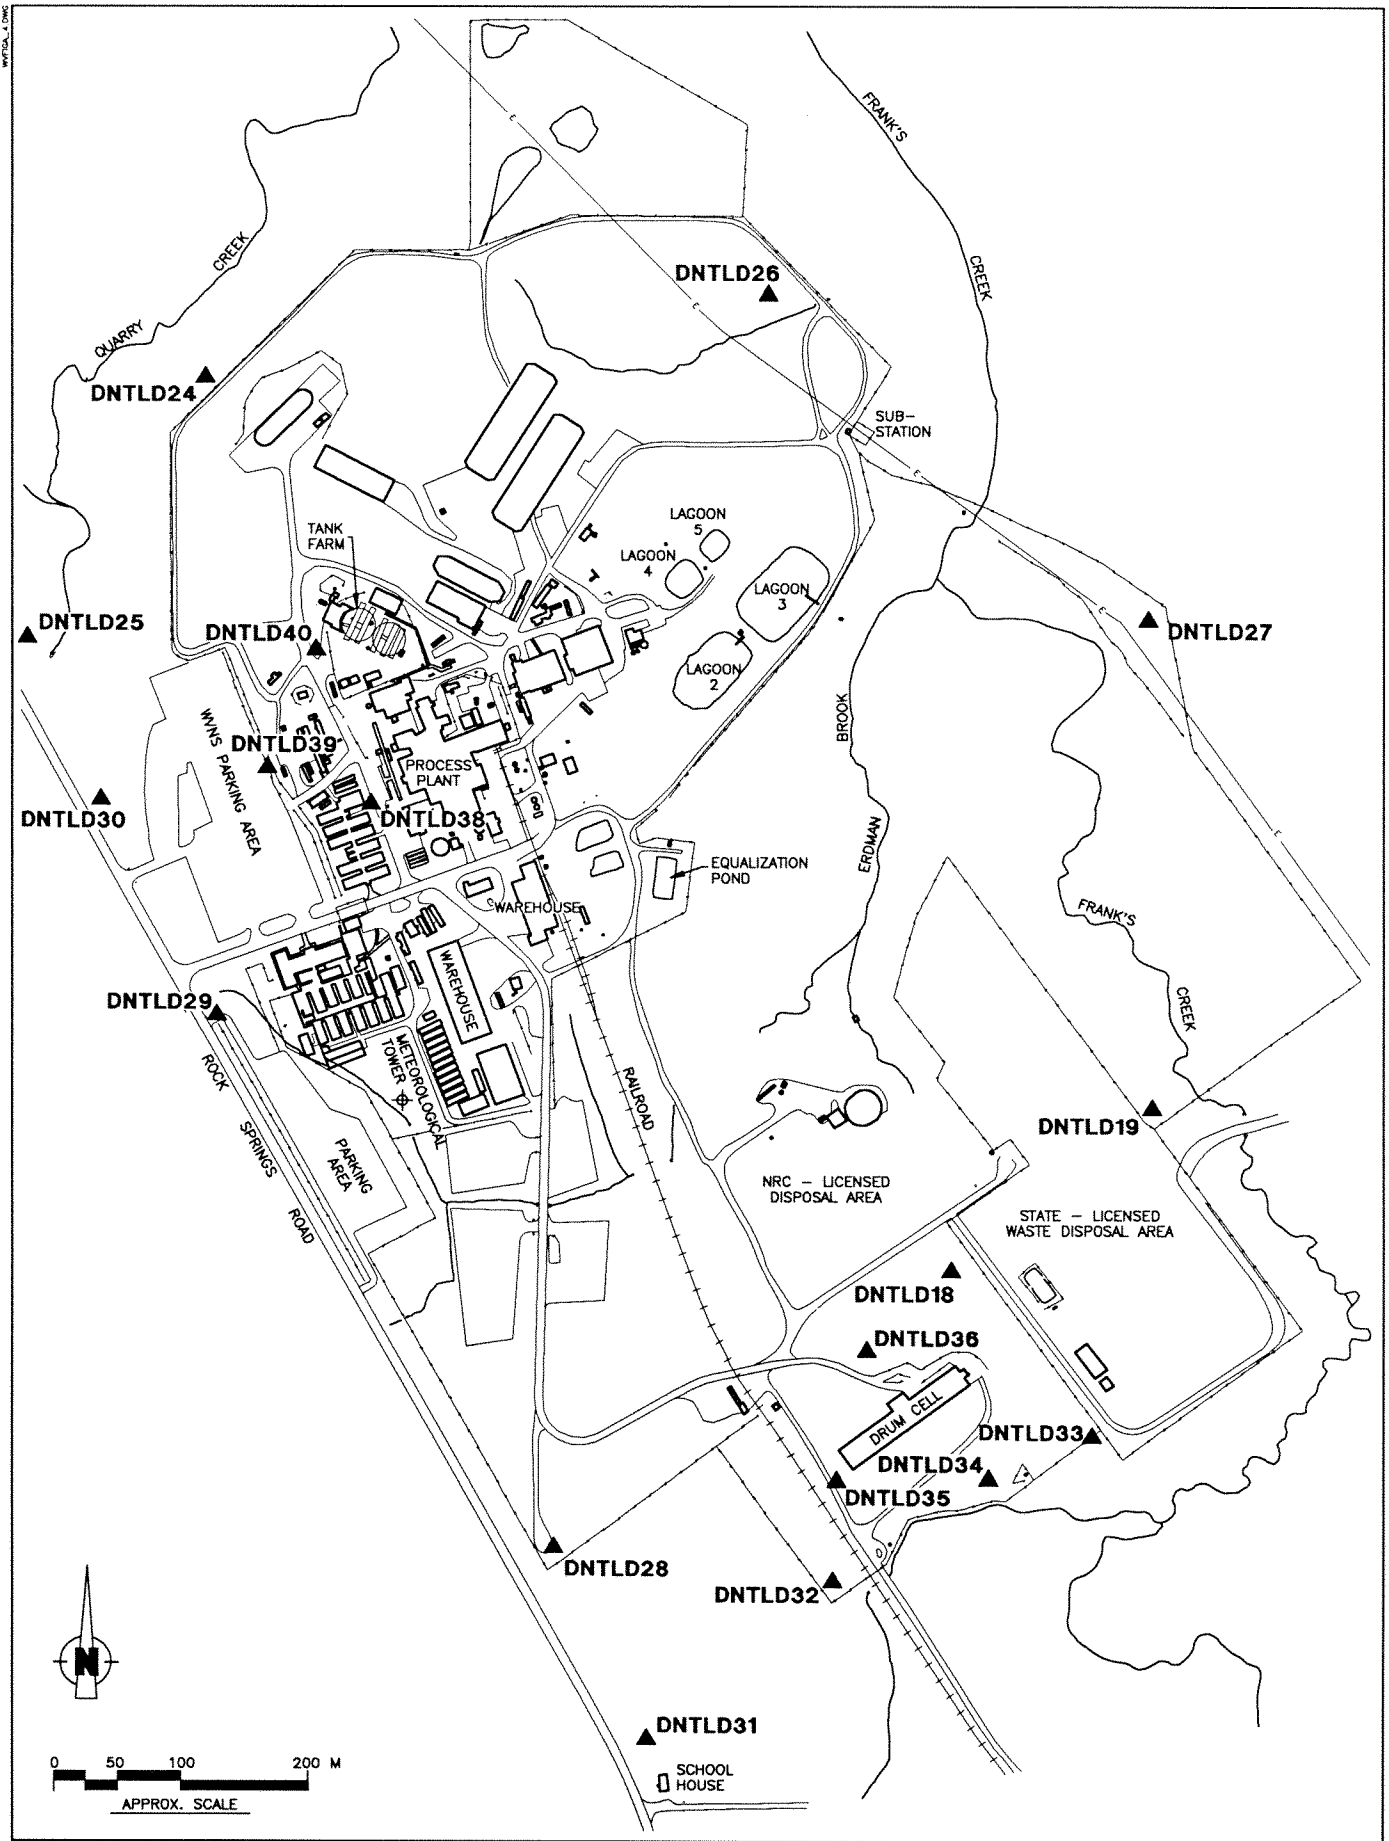 WVFIGA_4.DWG
FRANK'S
CREEK
QUARRY
CREEK
DNTLD26
DNTLD24
SUB-
STATION
TANK
FARM
LAGOON
5
LAGOON
4
LAGOON
3
LAGOON
2
DNTLD25
DNTLD40
DNTLD27
WVNS PARKING AREA
DNTLD39
PROCESS
PLANT
BROOK
ERDMAN
DNTLD30
DNTLD38
EQUALIZATION
POND
WAREHOUSE
FRANK'S
CREEK
WAREHOUSE
DNTLD29
ROCK
SPRINGS
ROAD
METEOROLOGICAL
TOWER
PARKING
AREA
RAILROAD
DNTLD19
NRC - LICENSED
DISPOSAL AREA
STATE - LICENSED
WASTE DISPOSAL AREA
DNTLD18
DNTLD36
DRUM CELL
DNTLD33
DNTLD34
DNTLD35
DNTLD28
DNTLD32
N
DNTLD31
SCHOOL
HOUSE
0 50 100 200 M
APPROX. SCALE